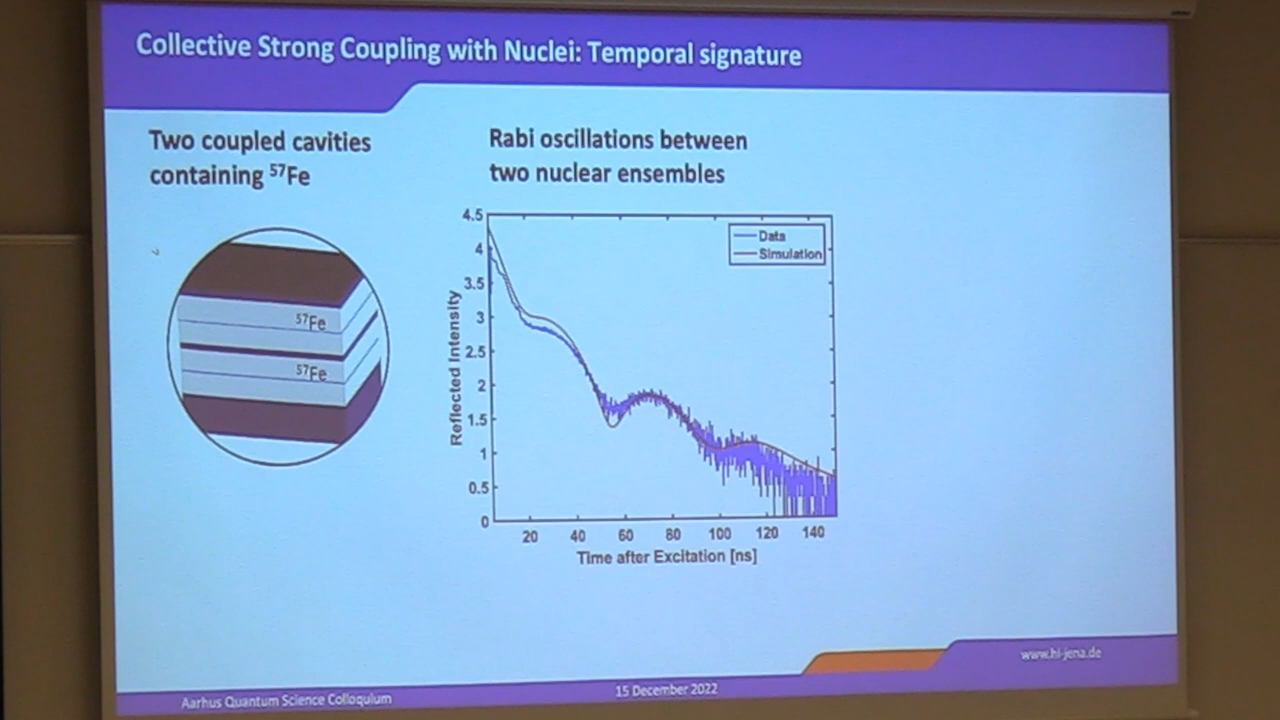 Collective Strong Coupling with Nuclei: Temporal signature
Two coupled cavities
containing ⁵⁷Fe
⁵⁷Fe
⁵⁷Fe
Rabi oscillations between
two nuclear ensembles
4.5
4
3.5
3
2.5
2
1.5
1
0.5
0
Reflected Intensity
Data
Simulation
20 40 60 80 100 120 140
Time after Excitation [ns]
www.hi-jena.de
Aarhus Quantum Science Colloquium
15 December 2022